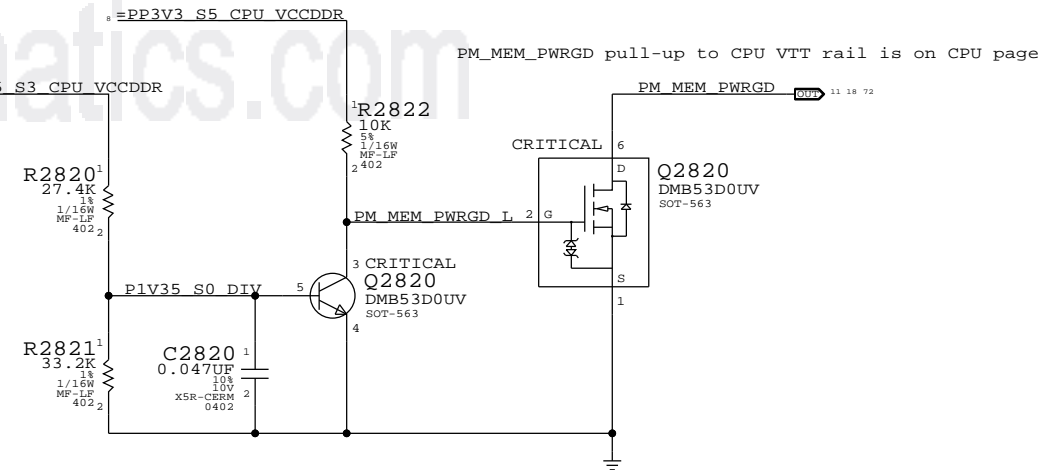 8 =PP3V3_S5_CPU_VCCDDR
PM_MEM_PWRGD pull-up to CPU VTT rail is on CPU page
S3_CPU_VCCDDR
PM_MEM_PWRGD OUT 11 18 72
matics.com
1 R2822
10K
5%
1/16W
MF-LF
402
2
CRITICAL 6
D
Q2820
DMB53D0UV
SOT-563
R2820 1
27.4K
1%
1/16W
MF-LF
402 2
PM_MEM_PWRGD_L 2 G
3 CRITICAL
Q2820
DMB53D0UV
SOT-563
4
S
1
P1V35_S0_DIV 5
R2821 1
33.2K
1%
1/16W
MF-LF
402 2
C2820 1
0.047UF
10%
10V
X5R-CERM 2
0402